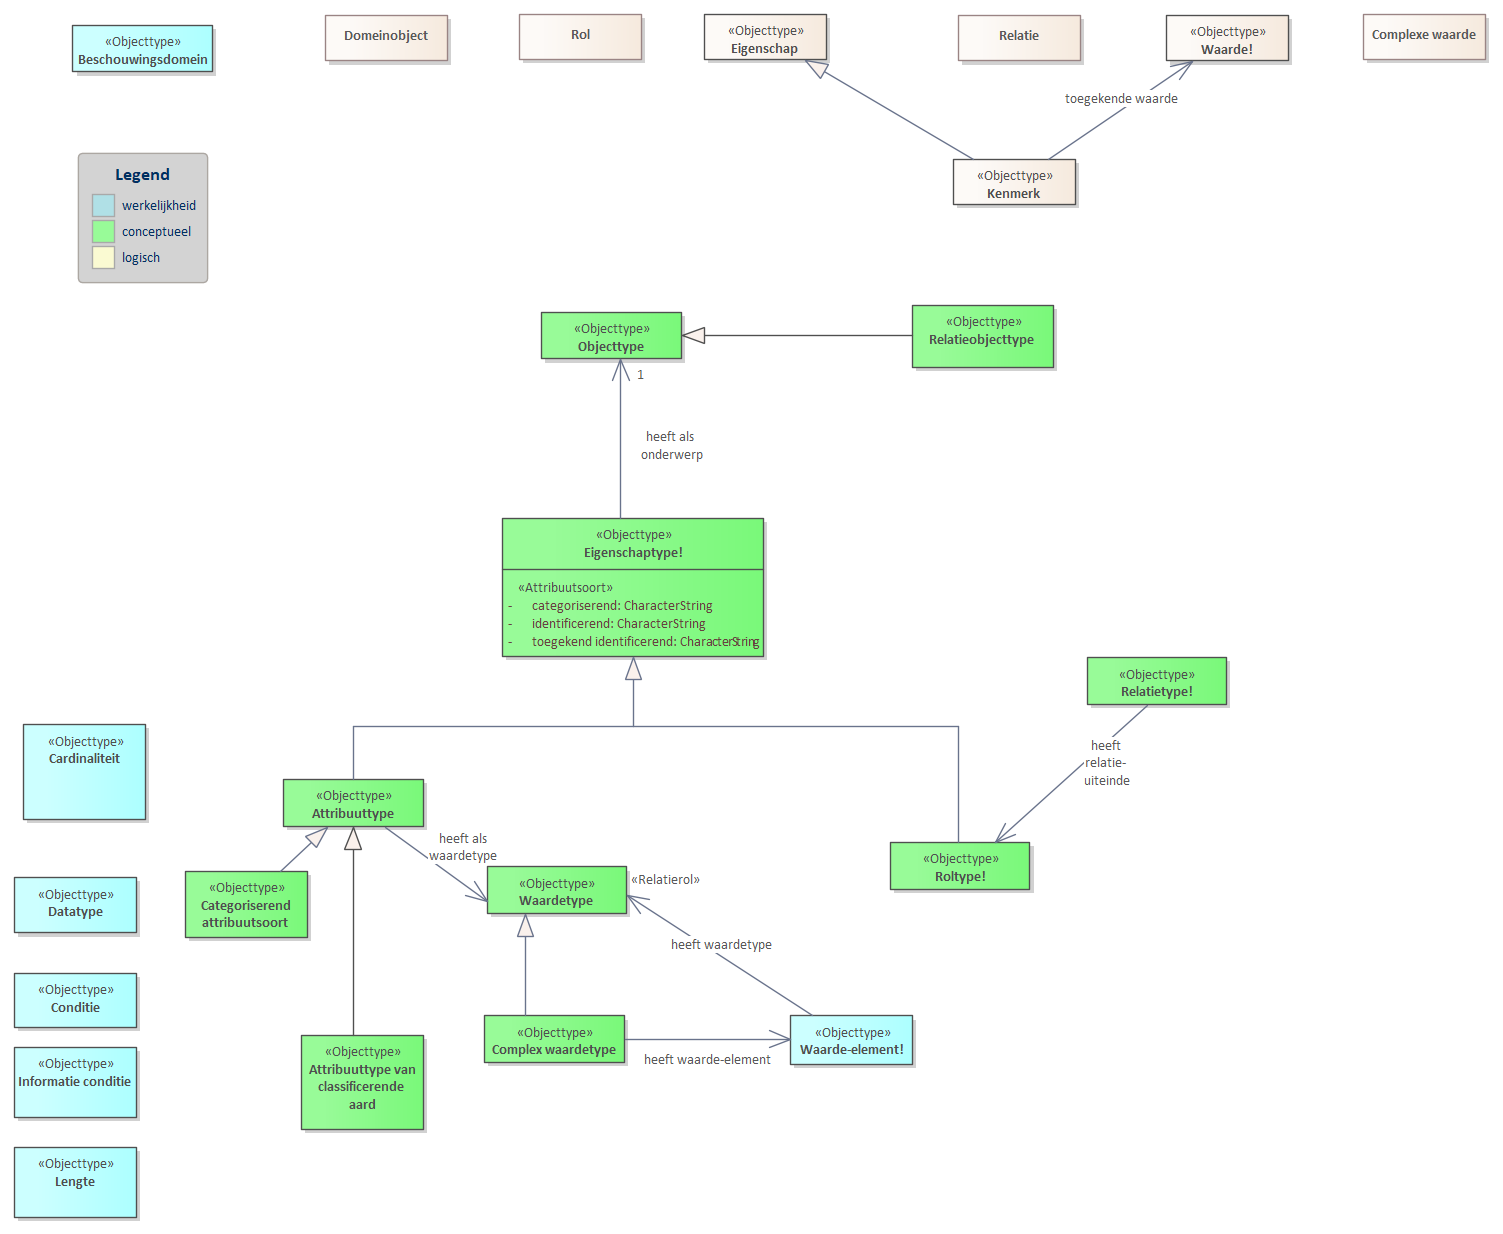 «Objecttype»
Beschouwingsdomein
Domeinobject
Rol
«Objecttype»
Eigenschap
Relatie
«Objecttype»
Waarde!
Complexe waarde
toegekende waarde
«Objecttype»
Kenmerk
Legend
werkelijkheid
conceptueel
logisch
«Objecttype»
Objecttype
«Objecttype»
Relatieobjecttype
1
heeft als
onderwerp
«Objecttype»
Eigenschaptype!
«Attribuutsoort»
- categoriserend: CharacterString
- identificerend: CharacterString
- toegekend identificerend: CharacterString
«Objecttype»
Relatietype!
«Objecttype»
Cardinaliteit
heeft
relatie-
uiteinde
«Objecttype»
Attribuuttype
heeft als
waardetype
«Objecttype»
Roltype!
«Objecttype»
Categoriserend
attribuutsoort
«Objecttype»
Waardetype
«Relatierol»
«Objecttype»
Datatype
heeft waardetype
«Objecttype»
Conditie
«Objecttype»
Attribuuttype van
classificerende
aard
«Objecttype»
Complex waardetype
heeft waarde-element
«Objecttype»
Waarde-element!
«Objecttype»
Informatie conditie
«Objecttype»
Lengte